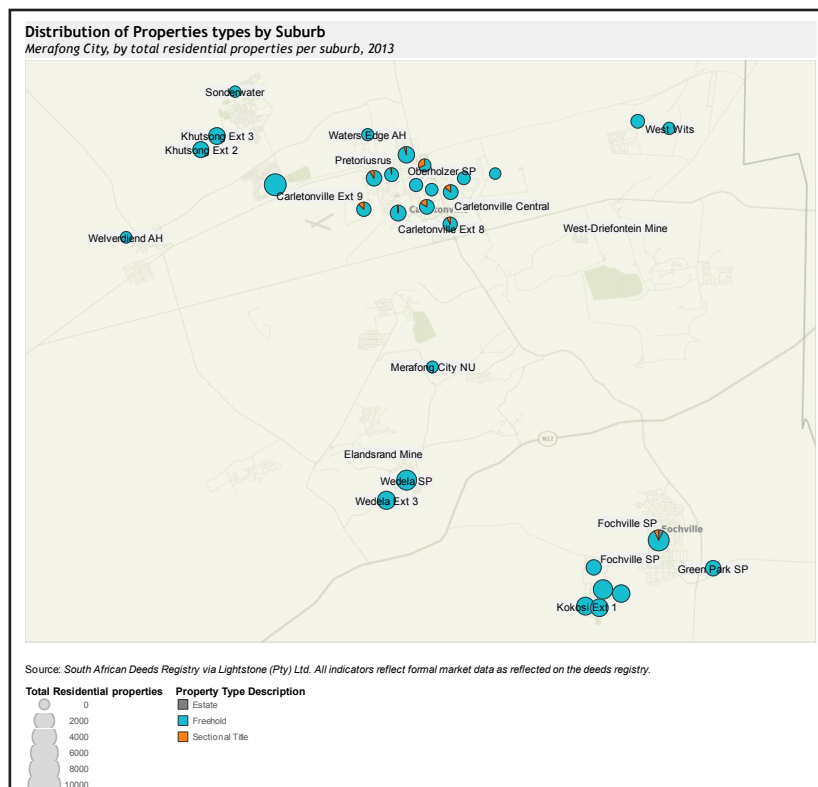 Distribution of Properties types by Suburb
Merafong City, by total residential properties per suburb, 2013
Sonderwater
Khutsong Ext 3
Khutsong Ext 2
Waters Edge AH
West Wits
Pretoriusrus
Oberholzer SP
Carletonville Ext 9
Carletonville Central
Carletonville Ext 8
West-Driefontein Mine
Welverdiend AH
Merafong City NU
N12
Elandsrand Mine
Wedela SP
Wedela Ext 3
Fochville SP
Fochville
Fochville SP
Green Park SP
Kokosi Ext 1
Source: South African Deeds Registry via Lightstone (Pty) Ltd. All indicators reflect formal market data as reflected on the deeds registry.
Total Residential properties
0
2000
4000
6000
8000
10000
Property Type Description
Estate
Freehold
Sectional Title